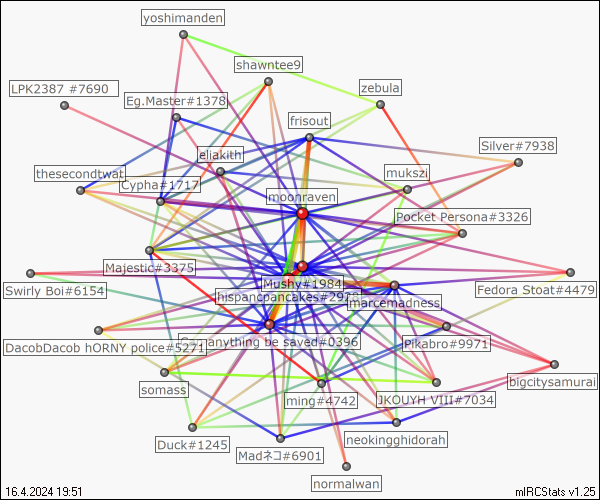 yoshimanden
shawntee9
LPK2387 #7690
Eg.Master#1378
zebula
frisout
Silver#7938
eliakith
thesecondtwat
mukszi
Cypha#1717
moonraven
Pocket Persona#3326
Majestic#3375
Mushy#1984
Swirly Boi#6154
Fedora Stoat#4479
marcemadness
anything be saved#0396
DacobDacob hORNY police#5271
Pikabro#9971
somass
bigcitysamurai
ming#4742
JKOUYH VIII#7034
Duck#1245
neokingghidorah
Madネコ#6901
normalwan
16.4.2024 19:51
mIRCStats v1.25